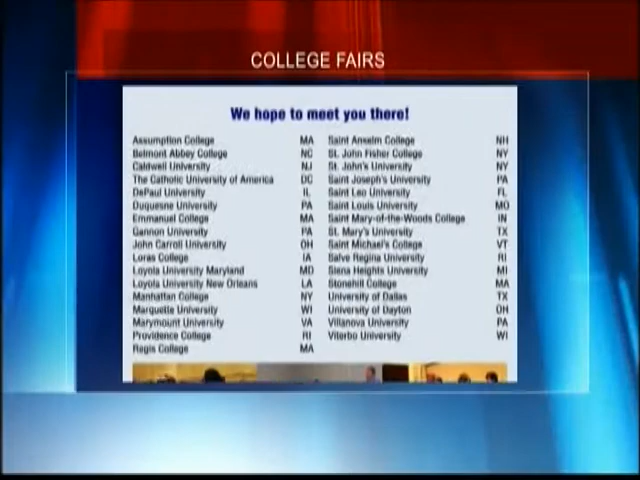 COLLEGE FAIRS
We hope to meet you there!
Assumption College MA
Belmont Abbey College NC
Caldwell University NJ
The Catholic University of America DC
DePaul University IL
Duquesne University PA
Emmanuel College MA
Gannon University PA
John Carroll University OH
Loras College IA
Loyola University Maryland MD
Loyola University New Orleans LA
Manhattan College NY
Marquette University WI
Marymount University VA
Providence College RI
Regis College MA
Saint Anselm College NH
St. John Fisher College NY
St. John's University NY
Saint Joseph's University PA
Saint Leo University FL
Saint Louis University MO
Saint Mary-of-the-Woods College IN
St. Mary's University TX
Saint Michael's College VT
Salve Regina University RI
Siena Heights University MI
Stonehill College MA
University of Dallas TX
University of Dayton OH
Villanova University PA
Viterbo University WI